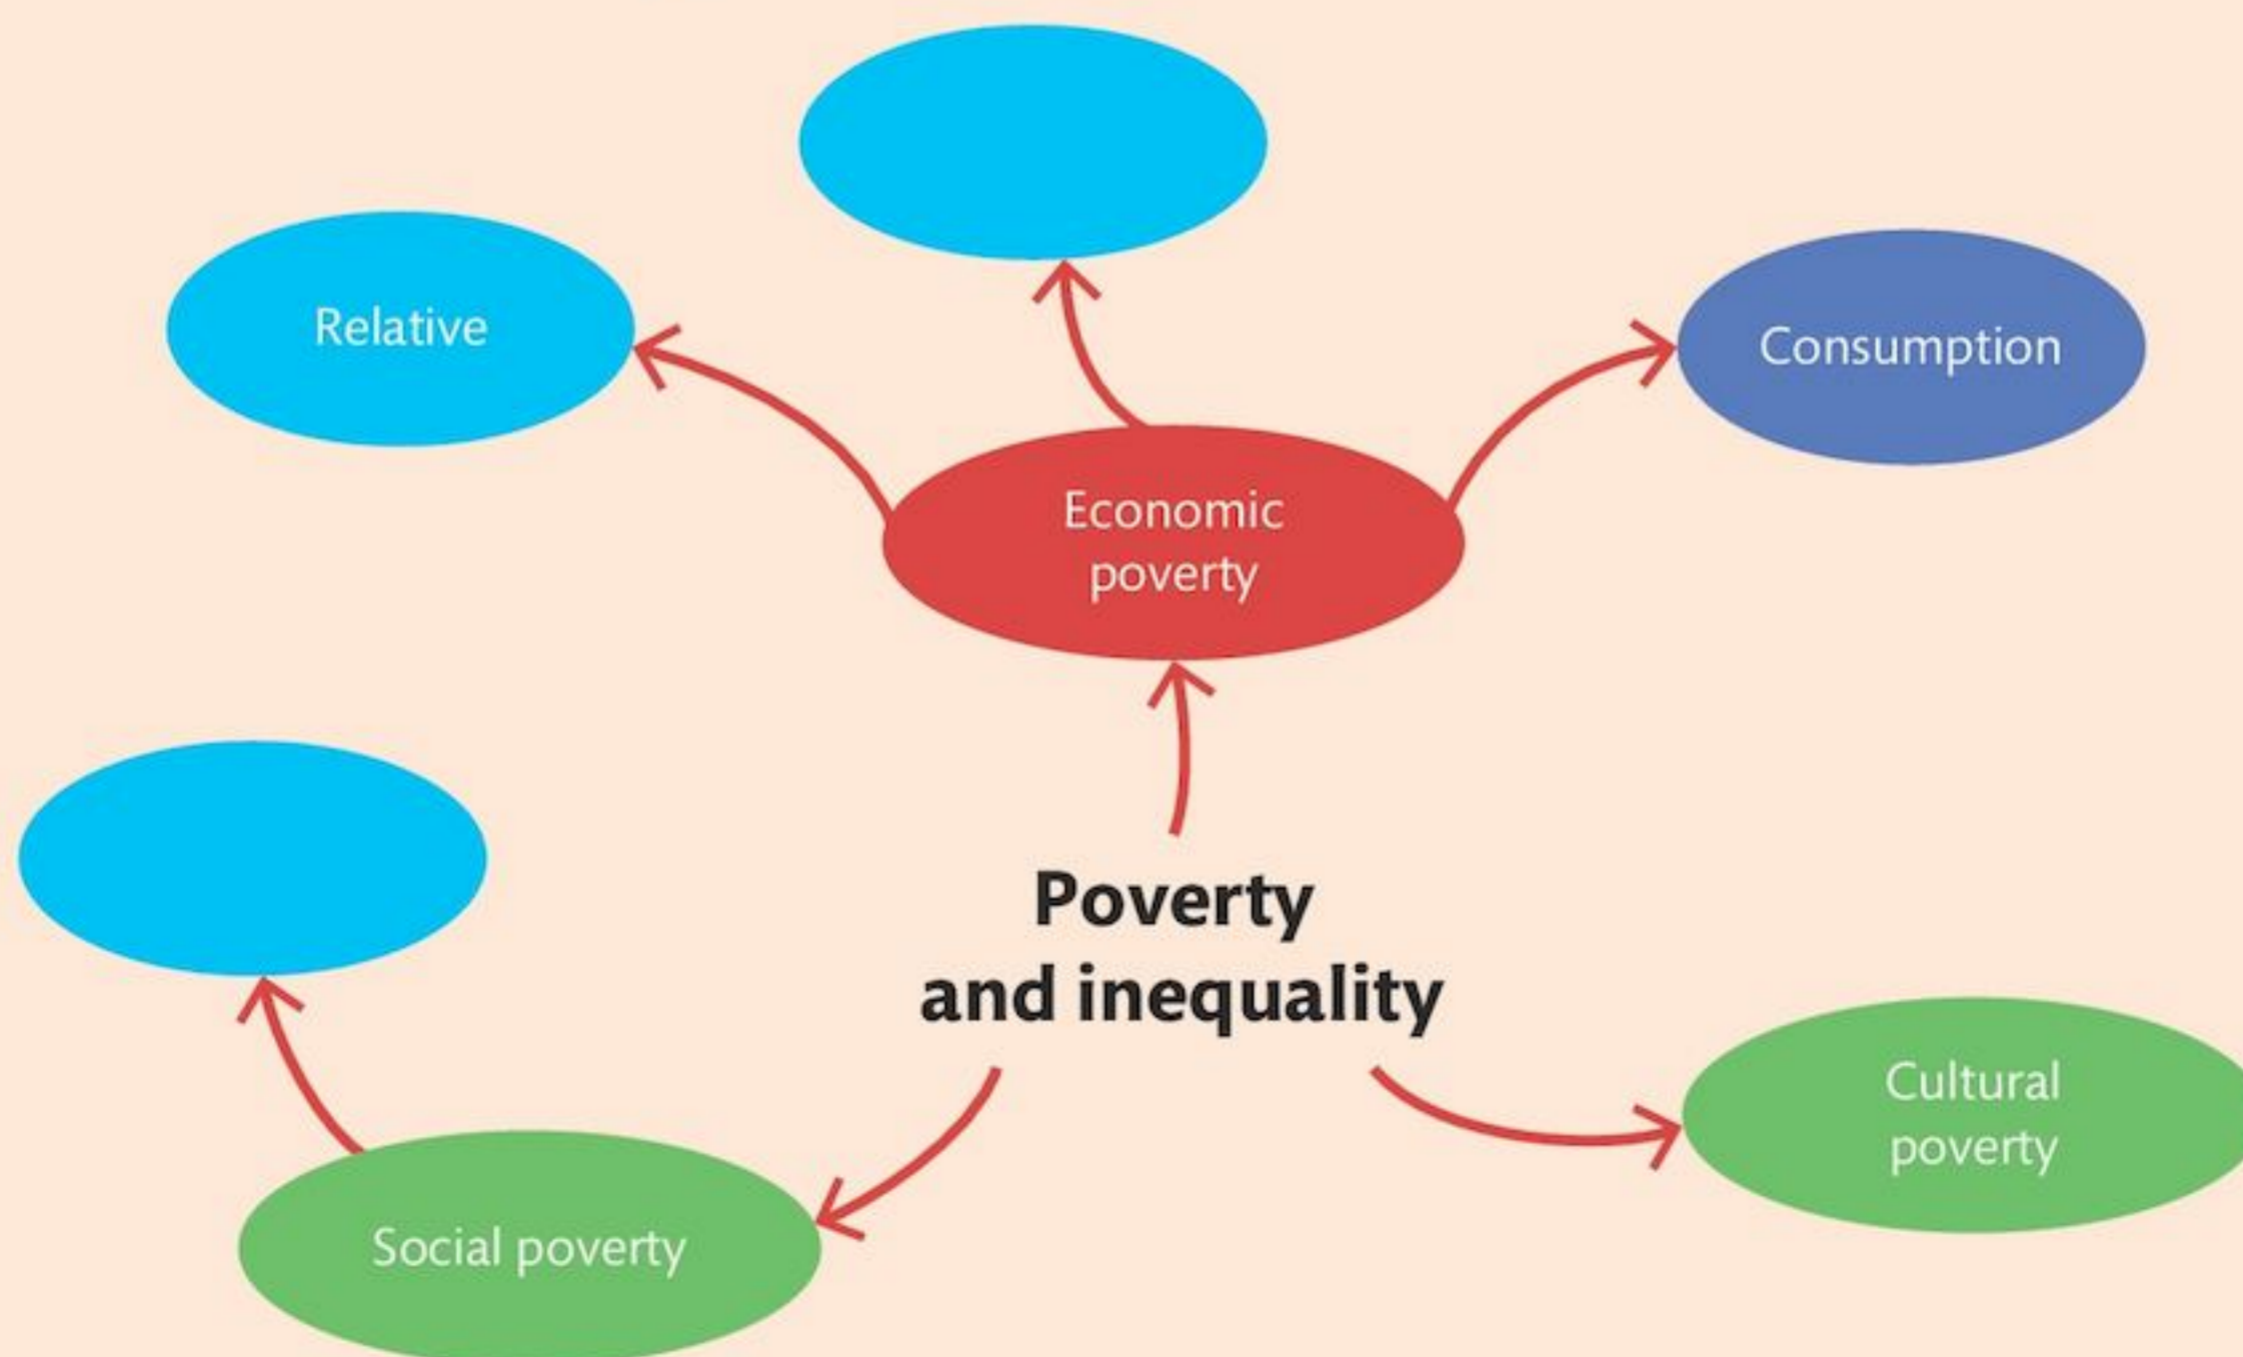 Relative
Consumption
Economic
poverty
Poverty
and inequality
Cultural
poverty
Social poverty